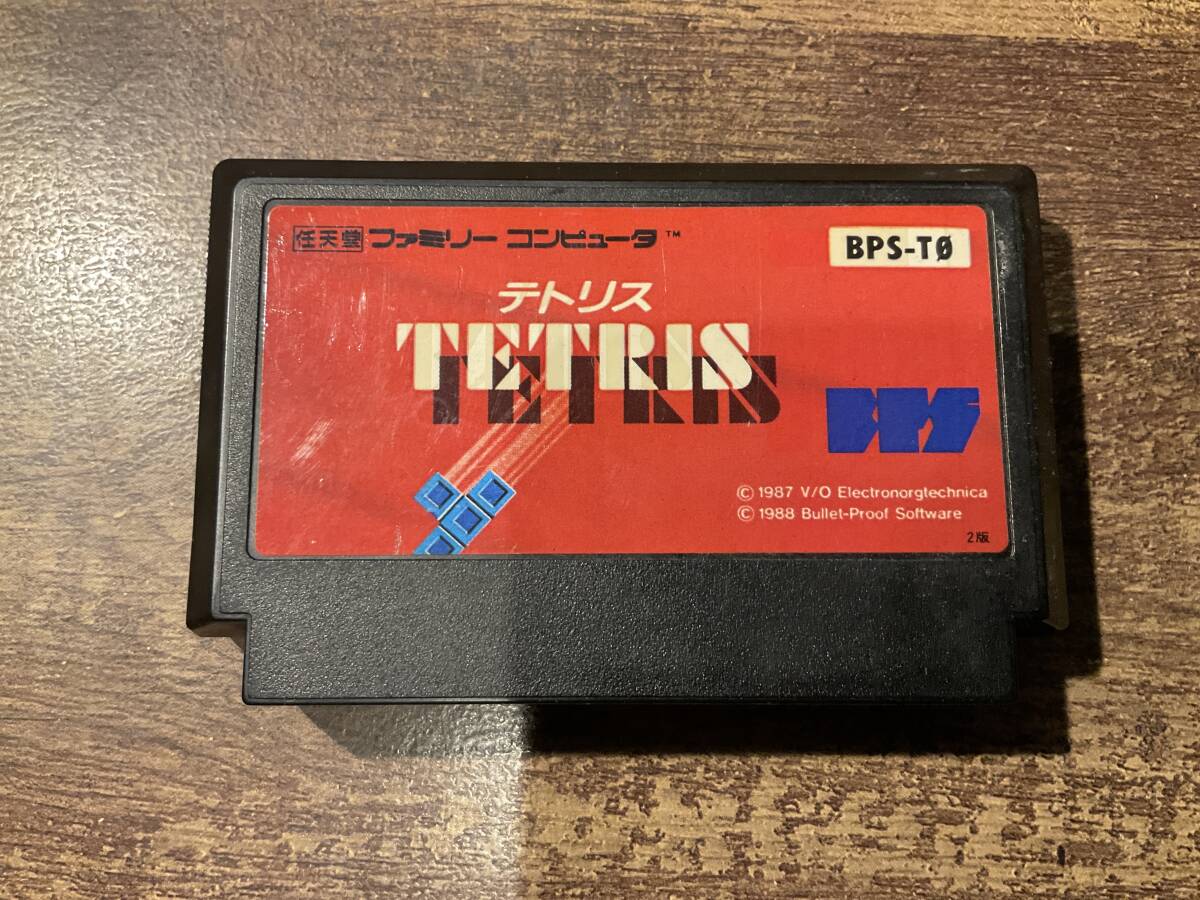 任天堂 ファミリー コンピュータ™
BPS-TØ
テトリス
TETRIS
BPS
© 1987 V/O Electronorgtechnica
© 1988 Bullet-Proof Software
2版